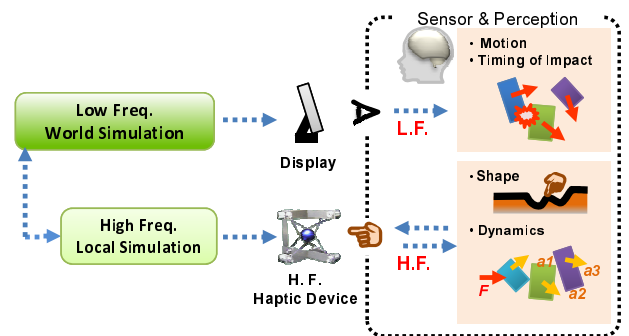 Sensor & Perception
• Motion
• Timing of Impact
Low Freq.
World Simulation
Display
L.F.
• Shape
High Freq.
Local Simulation
• Dynamics
H.F.
H. F.
Haptic Device
F
a1
a2
a3